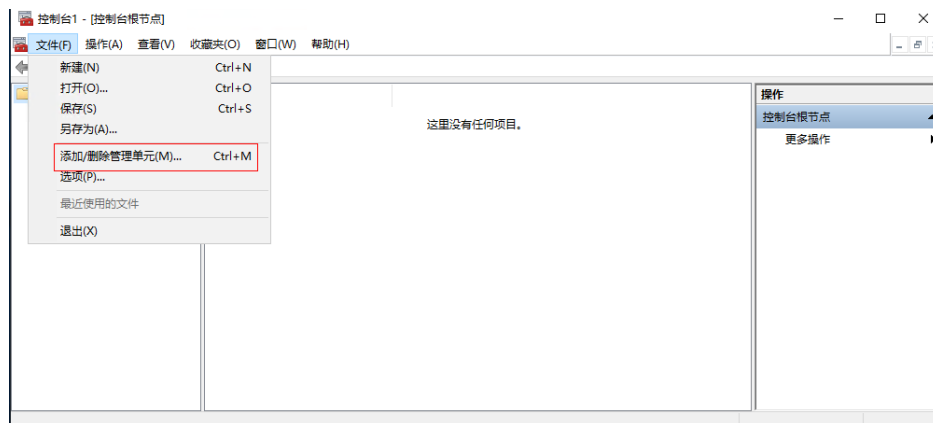 控制台1 - [控制台根节点]
文件(F) 操作(A) 查看(V) 收藏夹(O) 窗口(W) 帮助(H)
新建(N) Ctrl+N
打开(O)... Ctrl+O
保存(S) Ctrl+S
另存为(A)...
添加/删除管理单元(M)... Ctrl+M
选项(P)...
最近使用的文件
退出(X)
这里没有任何项目。
操作
控制台根节点
更多操作